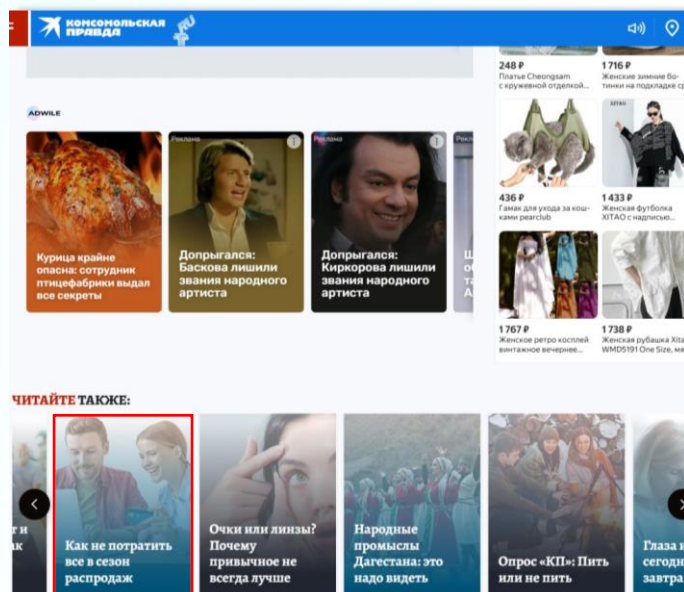 КОМСОМОЛЬСКАЯ
ПРАВДА
.RU
248 ₽
Платье Cheongsam
с кружевной отделкой...
1 716 ₽
Женские зимние бо-
тинки на подкладке
ADWILE
Реклама
Курица крайне
опасна: сотрудник
птицефабрики выдал
все секреты
Допрыгался:
Баскова лишили
звания народного
артиста
Реклама
Допрыгался:
Киркорова лишили
звания народного
артиста
436 ₽
Гамак для ухода за кош-
ками pearclub
XITAO
1 433 ₽
Женская футболка
XITAO с надписью...
1 767 ₽
Женское ретро косплей
винтажное вечернее...
1 738 ₽
Женская рубашка
WMD5191 One Size,
ЧИТАЙТЕ ТАКЖЕ:
Как не потратить
все в сезон
распродаж
Очки или линзы?
Почему
привычное не
всегда лучше
Народные
промыслы
Дагестана: это
надо видеть
Опрос «КП»: Пить
или не пить
Глаза
завтра